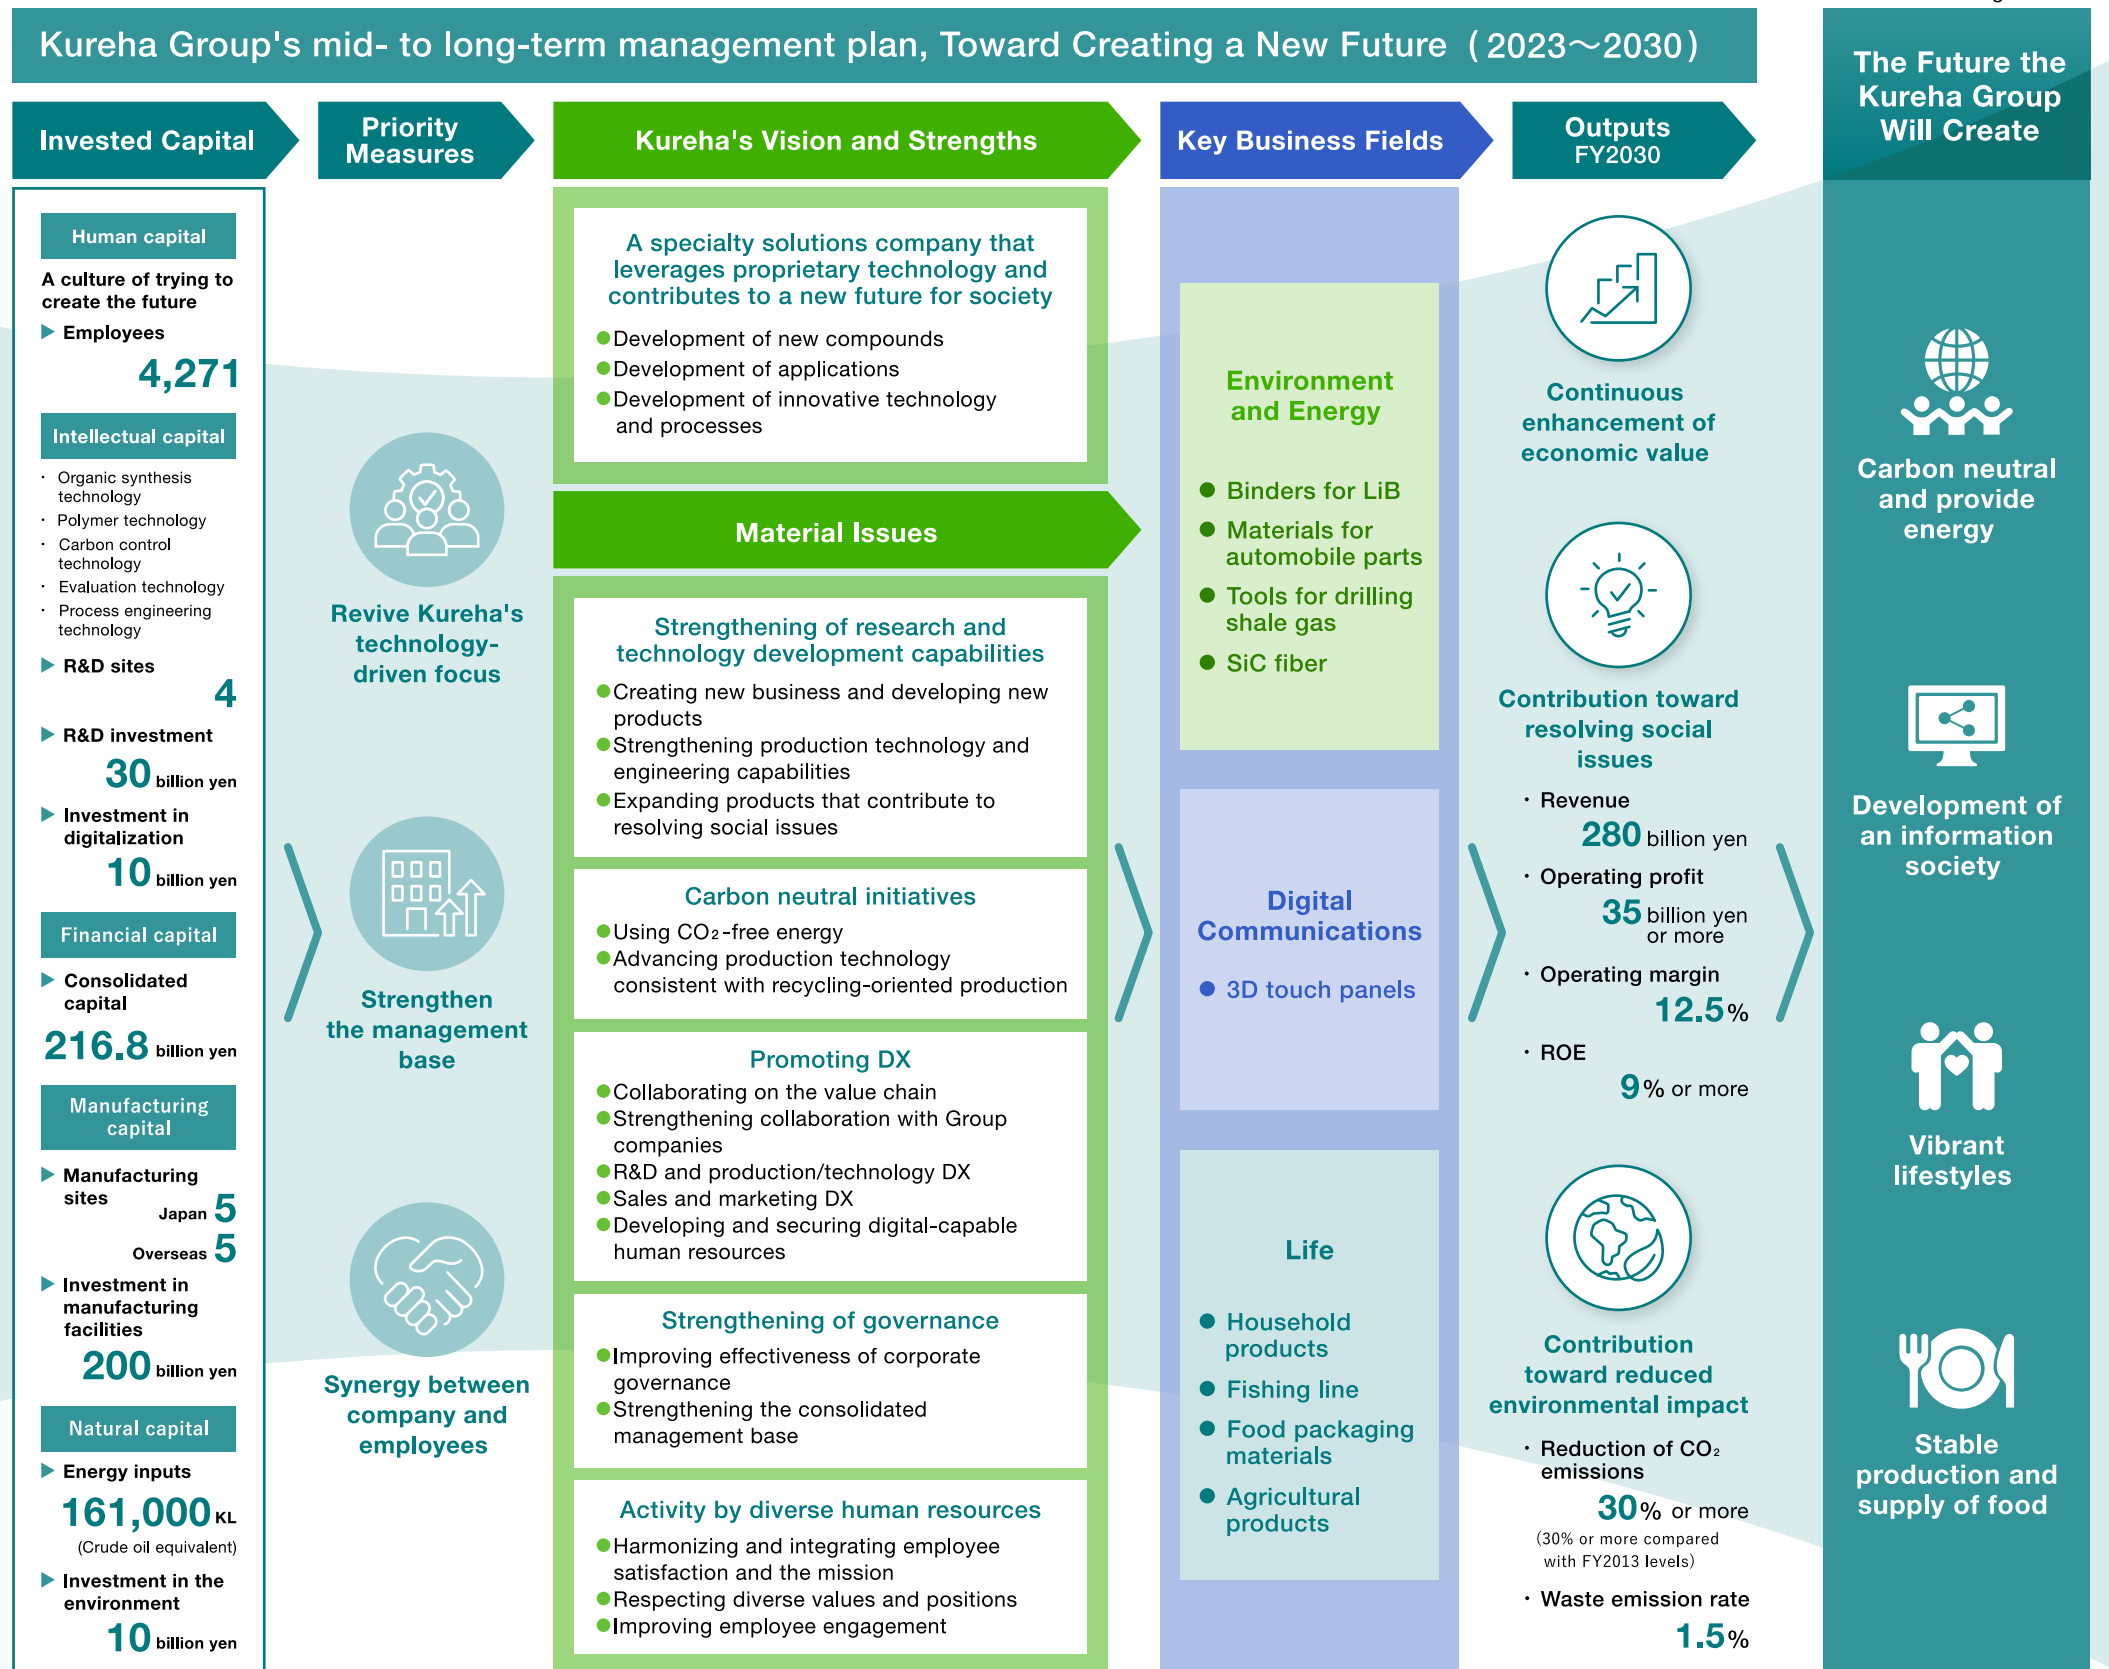 Kureha Group's mid- to long-term management plan, Toward Creating a New Future (2023～2030)
Invested Capital
Human capital
A culture of trying to
create the future
Employees
4,271
Intellectual capital
・ Organic synthesis
technology
・ Polymer technology
・ Carbon control
technology
・ Evaluation technology
・ Process engineering
technology
R&D sites
4
R&D investment
30 billion yen
Investment in
digitalization
10 billion yen
Financial capital
Consolidated
capital
216.8 billion yen
Manufacturing
capital
Manufacturing
sites
Japan 5
Overseas 5
Investment in
manufacturing
facilities
200 billion yen
Natural capital
Energy inputs
161,000 KL
(Crude oil equivalent)
Investment in the
environment
10 billion yen
Priority
Measures
Revive Kureha's
technology-
driven focus
Strengthen
the management
base
Synergy between
company and
employees
Kureha's Vision and Strengths
A specialty solutions company that
leverages proprietary technology and
contributes to a new future for society
●Development of new compounds
●Development of applications
●Development of innovative technology
and processes
Material Issues
Strengthening of research and
technology development capabilities
●Creating new business and developing new
products
●Strengthening production technology and
engineering capabilities
●Expanding products that contribute to
resolving social issues
Carbon neutral initiatives
●Using CO₂-free energy
●Advancing production technology
consistent with recycling-oriented production
Promoting DX
●Collaborating on the value chain
●Strengthening collaboration with Group
companies
●R&D and production/technology DX
●Sales and marketing DX
●Developing and securing digital-capable
human resources
Strengthening of governance
●Improving effectiveness of corporate
governance
●Strengthening the consolidated
management base
Activity by diverse human resources
●Harmonizing and integrating employee
satisfaction and the mission
●Respecting diverse values and positions
●Improving employee engagement
Key Business Fields
Environment
and Energy
● Binders for LiB
● Materials for
automobile parts
● Tools for drilling
shale gas
● SiC fiber
Digital
Communications
● 3D touch panels
Life
● Household
products
● Fishing line
● Food packaging
materials
● Agricultural
products
Outputs
FY2030
Continuous
enhancement of
economic value
Contribution toward
resolving social
issues
・ Revenue
280 billion yen
・ Operating profit
35 billion yen
or more
・ Operating margin
12.5%
・ ROE
9% or more
Contribution
toward reduced
environmental impact
・ Reduction of CO₂
emissions
30% or more
(30% or more compared
with FY2013 levels)
・ Waste emission rate
1.5%
The Future the
Kureha Group
Will Create
Carbon neutral
and provide
energy
Development of
an information
society
Vibrant
lifestyles
Stable
production and
supply of food